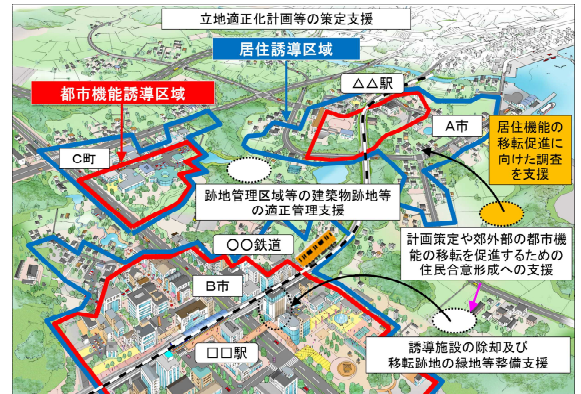 立地適正化計画等の策定支援
居住誘導区域
都市機能誘導区域
△△駅
A市
C町
居住機能の
移転促進に
向けた調査
を支援
跡地管理区域等の建築物跡地等
の適正管理支援
〇〇鉄道
計画策定や郊外部の都市機
能の移転を促進するための
住民合意形成への支援
B市
□□駅
誘導施設の除却及び
移転跡地の緑地等整備支援